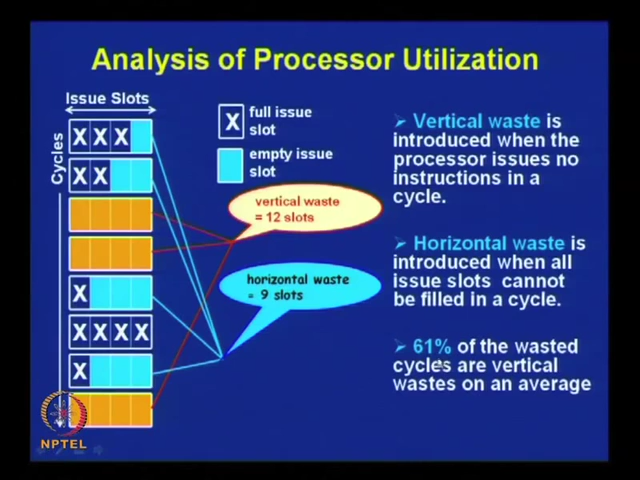 Analysis of Processor Utilization
Issue Slots
Cycles
X X X
X X
X
X X X X
X
X full issue
slot
empty issue
slot
vertical waste
= 12 slots
horizontal waste
= 9 slots
➢ Vertical waste is
introduced when the
processor issues no
instructions in a
cycle.
➢ Horizontal waste is
introduced when all
issue slots cannot
be filled in a cycle.
➢ 61% of the wasted
cycles are vertical
wastes on an average
NPTEL